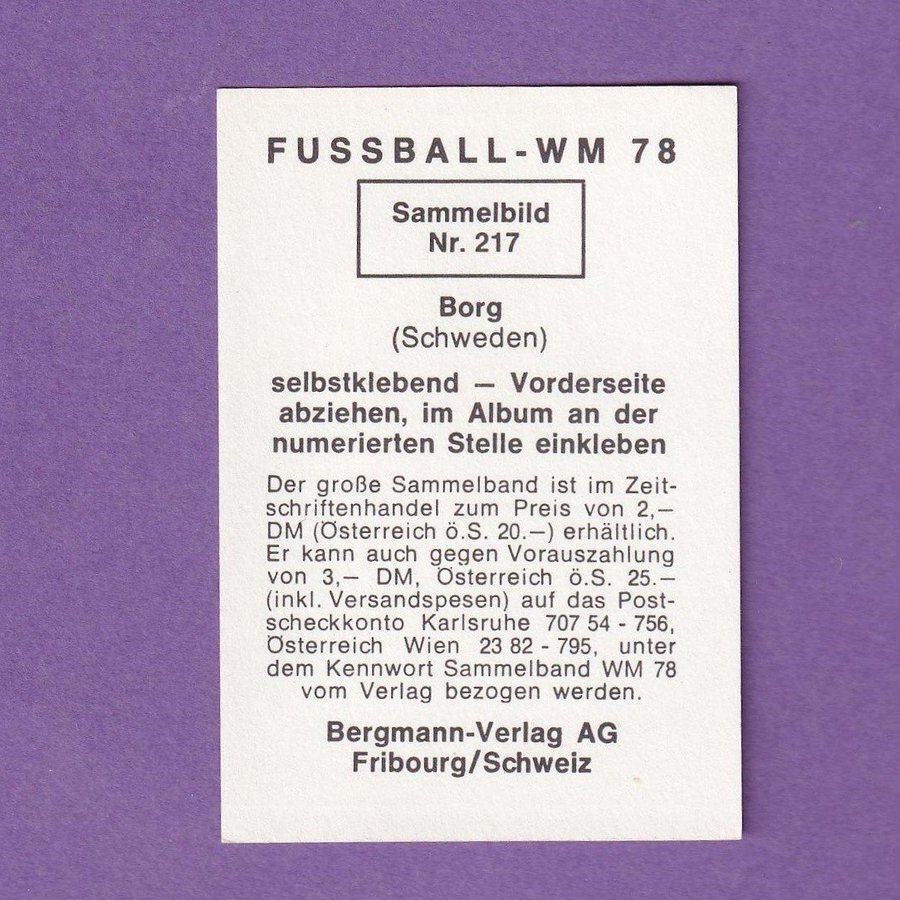 FUSSBALL-WM 78
Sammelbild
Nr. 217
Borg
(Schweden)
selbstklebend – Vorderseite
abziehen, im Album an der
numerierten Stelle einkleben
Der große Sammelband ist im Zeit-
schriftenhandel zum Preis von 2,–
DM (Österreich ö.S. 20.–) erhältlich.
Er kann auch gegen Vorauszahlung
von 3,– DM, Österreich ö.S. 25.–
(inkl. Versandspesen) auf das Post-
scheckkonto Karlsruhe 707 54 - 756,
Österreich Wien 23 82 - 795, unter
dem Kennwort Sammelband WM 78
vom Verlag bezogen werden.
Bergmann-Verlag AG
Fribourg/Schweiz